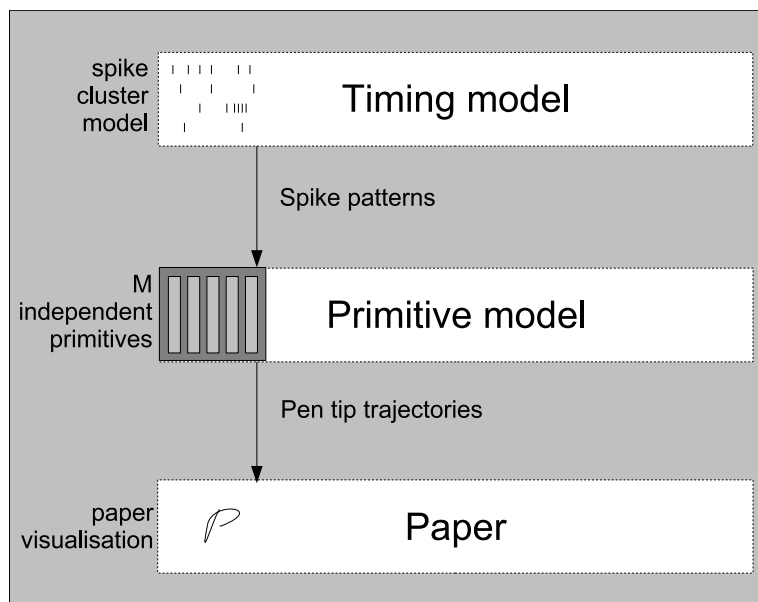 spike
cluster
model
Timing model
Spike patterns
M
independent
primitives
Primitive model
Pen tip trajectories
paper
visualisation
Paper